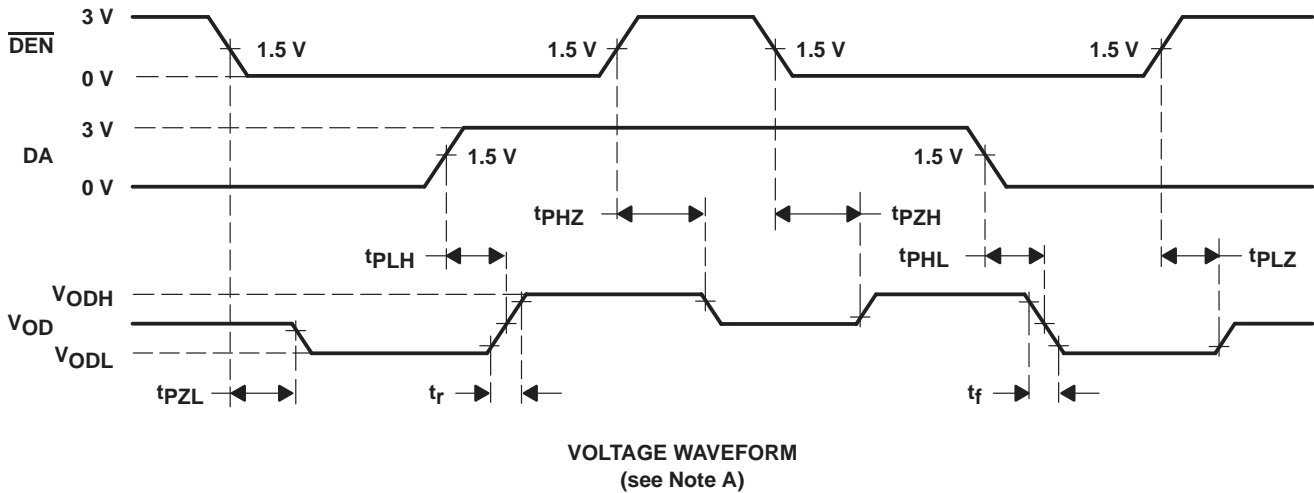 3 V
DEN
1.5 V
1.5 V
1.5 V
1.5 V
0 V
3 V
DA
1.5 V
1.5 V
0 V
tPHZ
tPZH
tPLH
tPHL
tPLZ
VODH
VOD
VODL
tPZL
tr
tf
VOLTAGE WAVEFORM
(see Note A)